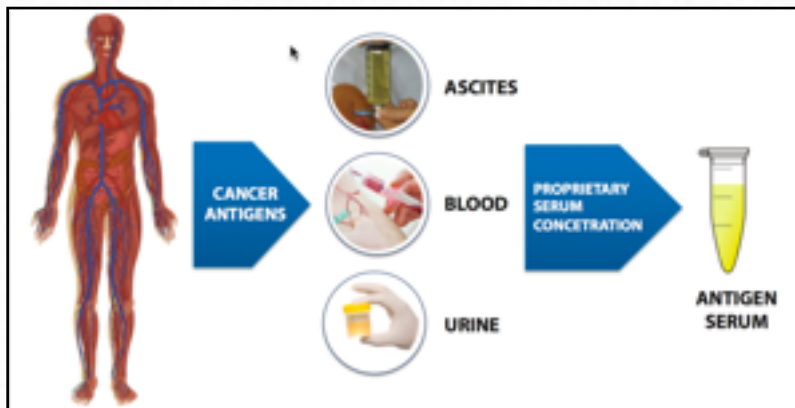 ASCITES
CANCER
ANTIGENS
BLOOD
PROPRIETARY
SERUM
CONCETRATION
URINE
ANTIGEN
SERUM